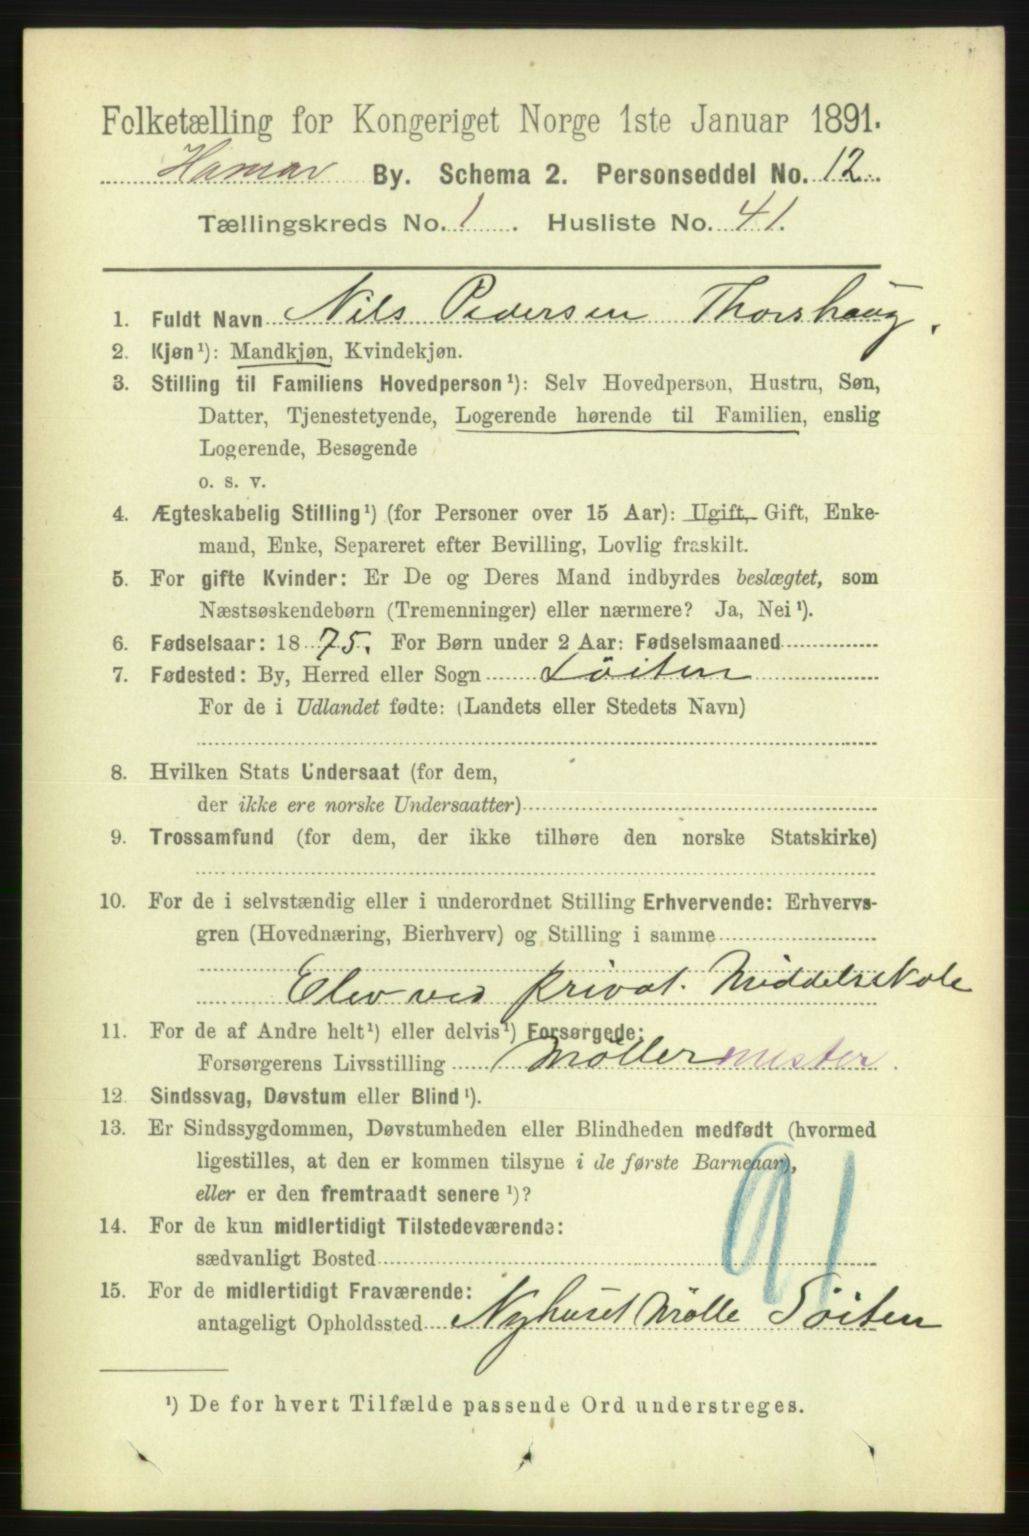 Folketælling for Kongeriget Norge 1ste Januar 1891.
Hamar By. Schema 2. Personseddel No. 12.
Tællingskreds No. 1. Husliste No. 41.
1. Fuldt Navn Nils Pedersen Thorshaug.
2. Kjøn¹): Mandkjøn, Kvindekjøn.
3. Stilling til Familiens Hovedperson¹): Selv Hovedperson, Hustru, Søn,
Datter, Tjenestetyende, Logerende hørende til Familien, enslig
Logerende, Besøgende
o. s. v.
4. Ægteskabelig Stilling¹) (for Personer over 15 Aar): Ugift, Gift, Enke-
mand, Enke, Separeret efter Bevilling, Lovlig fraskilt.
5. For gifte Kvinder: Er De og Deres Mand indbyrdes beslægtet, som
Næstsøskendebørn (Tremenninger) eller nærmere? Ja, Nei¹).
6. Fødselsaar: 1875. For Børn under 2 Aar: Fødselsmaaned
7. Fødested: By, Herred eller Sogn Løiten
For de i Udlandet fødte: (Landets eller Stedets Navn)
8. Hvilken Stats Undersaat (for dem,
der ikke ere norske Undersaatter)
9. Trossamfund (for dem, der ikke tilhøre den norske Statskirke)
10. For de i selvstændig eller i underordnet Stilling Erhvervende: Erhvervs-
gren (Hovednæring, Bierhverv) og Stilling i samme
Elev ved privat. Middelskole
11. For de af Andre helt¹) eller delvis¹) Forsørgede:
Forsørgerens Livsstilling Møllermester.
12. Sindssvag, Døvstum eller Blind¹).
13. Er Sindssygdommen, Døvstumheden eller Blindheden medfødt (hvormed
ligestilles, at den er kommen tilsyne i de første Barneaar),
eller er den fremtraadt senere¹)?
91
14. For de kun midlertidigt Tilstedeværende:
sædvanligt Bosted
15. For de midlertidigt Fraværende:
antageligt Opholdssted Nyhuset Mølle Løiten
¹) De for hvert Tilfælde passende Ord understreges.